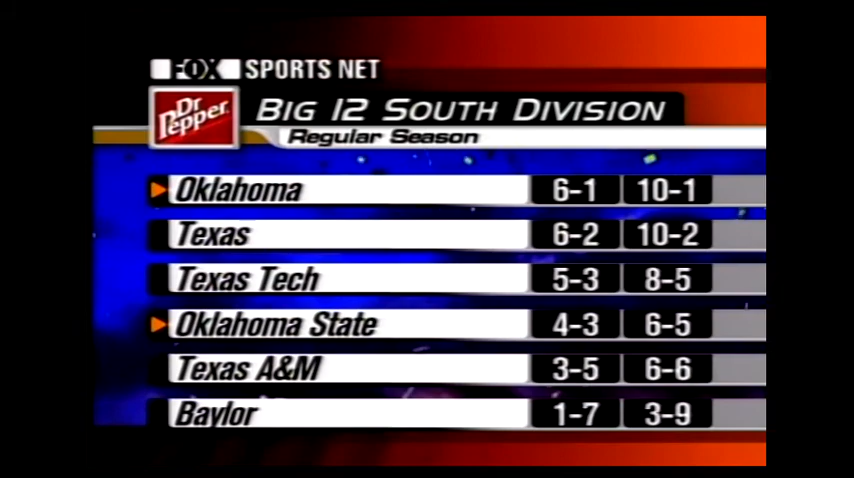 FOX SPORTS NET
Dr Pepper BIG 12 SOUTH DIVISION
Regular Season
Oklahoma 6-1 10-1
Texas 6-2 10-2
Texas Tech 5-3 8-5
Oklahoma State 4-3 6-5
Texas A&M 3-5 6-6
Baylor 1-7 3-9